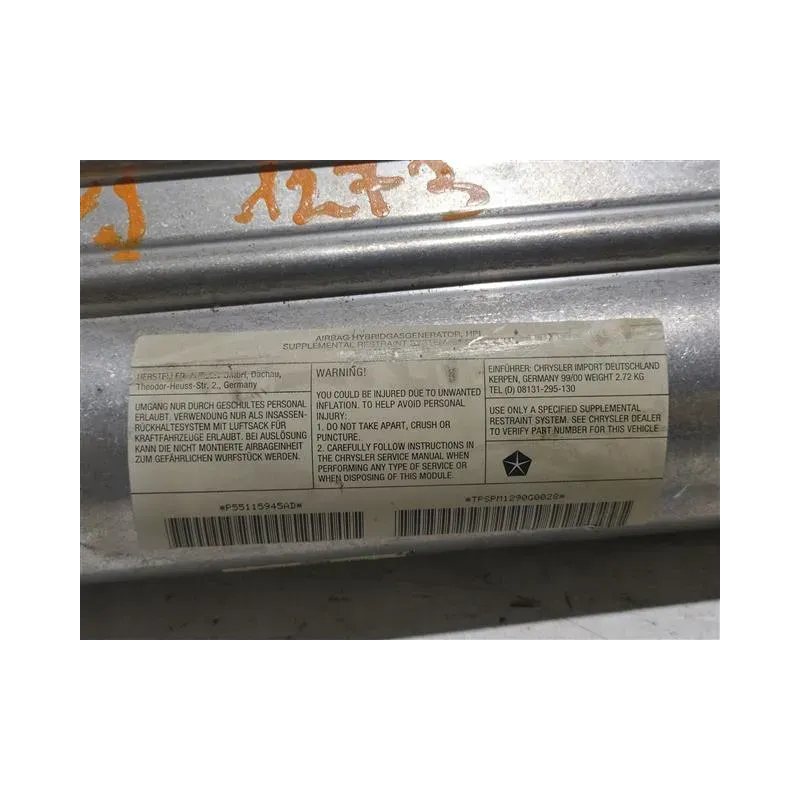 1273
AIRBAG HYBRIDGASGENERATOR, HPI
SUPPLEMENTAL RESTRAINT
HERSTELLER: GmbH, Dachau,
Theodor-Heuss-Str. 2., Germany
UMGANG NUR DURCH GESCHULTES PERSONAL
ERLAUBT. VERWENDUNG NUR ALS INSASSEN-
RÜCKHALTESYSTEM MIT LUFTSACK FÜR
KRAFTFAHRZEUGE ERLAUBT. BEI AUSLÖSUNG
KANN DIE NICHT MONTIERTE AIRBAGEINHEIT
ZUM GEFÄHRLICHEN WURFSTÜCK WERDEN.
WARNING!
YOU COULD BE INJURED DUE TO UNWANTED
INFLATION. TO HELP AVOID PERSONAL
INJURY:
1. DO NOT TAKE APART, CRUSH OR
PUNCTURE.
2. CAREFULLY FOLLOW INSTRUCTIONS IN
THE CHRYSLER SERVICE MANUAL WHEN
PERFORMING ANY TYPE OF SERVICE OR
WHEN DISPOSING OF THIS MODULE.
EINFÜHRER: CHRYSLER IMPORT DEUTSCHLAND
KERPEN, GERMANY 99/00 WEIGHT 2.72 KG
TEL (D) 08131-295-130
USE ONLY A SPECIFIED SUPPLEMENTAL
RESTRAINT SYSTEM. SEE CHRYSLER DEALER
TO VERIFY PART NUMBER FOR THIS VEHICLE
*P55115945AD*
*TPSPM1290G0028*